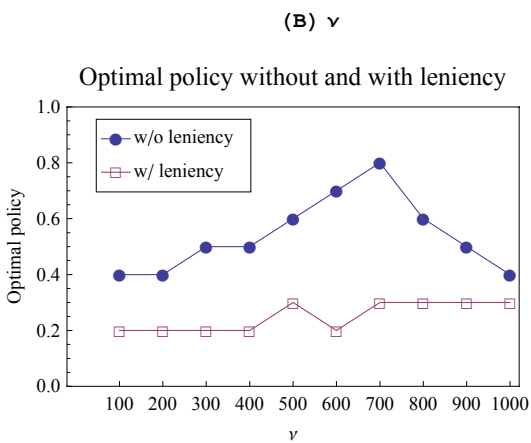 (B) ν
Optimal policy without and with leniency
1.0
w/o leniency
0.8
w/ leniency
0.6
Optimal policy
0.4
0.2
0.0
100 200 300 400 500 600 700 800 900 1000
ν